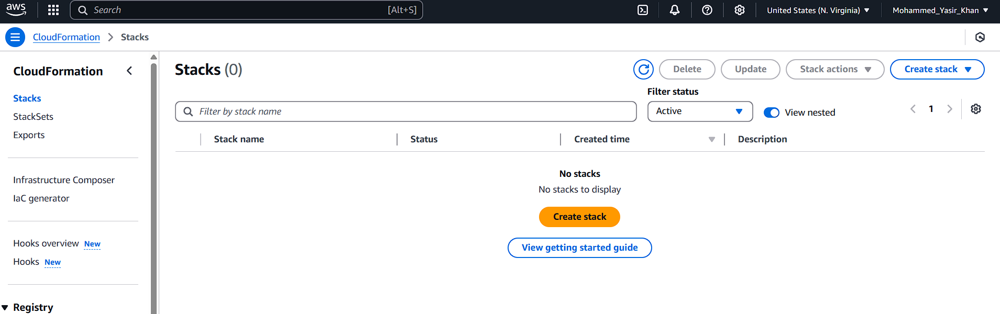 aws Search [Alt+S] United States (N. Virginia) Mohammed_Yasir_Khan
CloudFormation Stacks
CloudFormation
Stacks
StackSets
Exports
Infrastructure Composer
IaC generator
Hooks overview New
Hooks New
Registry
Stacks (0) Delete Update Stack actions Create stack
Filter status
Filter by stack name Active View nested 1
Stack name Status Created time Description
No stacks
No stacks to display
Create stack
View getting started guide